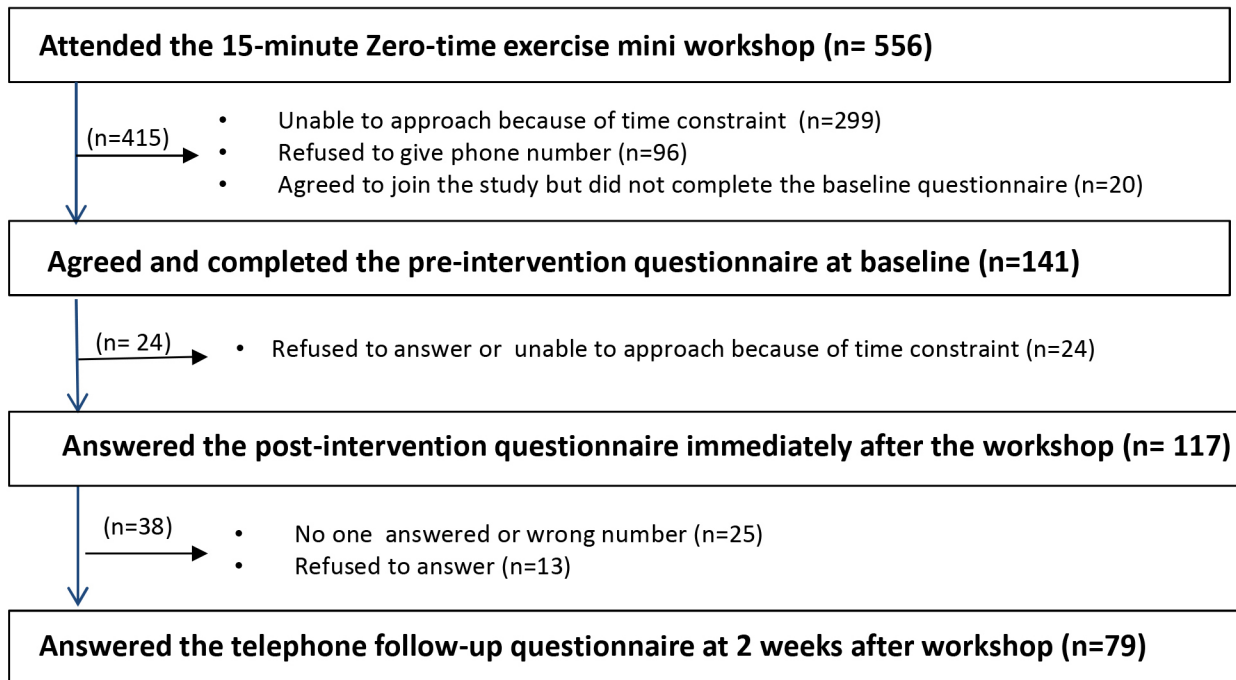 Attended the 15-minute Zero-time exercise mini workshop (n= 556)
(n=415)
• Unable to approach because of time constraint (n=299)
• Refused to give phone number (n=96)
• Agreed to join the study but did not complete the baseline questionnaire (n=20)
Agreed and completed the pre-intervention questionnaire at baseline (n=141)
(n= 24)
• Refused to answer or unable to approach because of time constraint (n=24)
Answered the post-intervention questionnaire immediately after the workshop (n= 117)
(n=38)
• No one answered or wrong number (n=25)
• Refused to answer (n=13)
Answered the telephone follow-up questionnaire at 2 weeks after workshop (n=79)